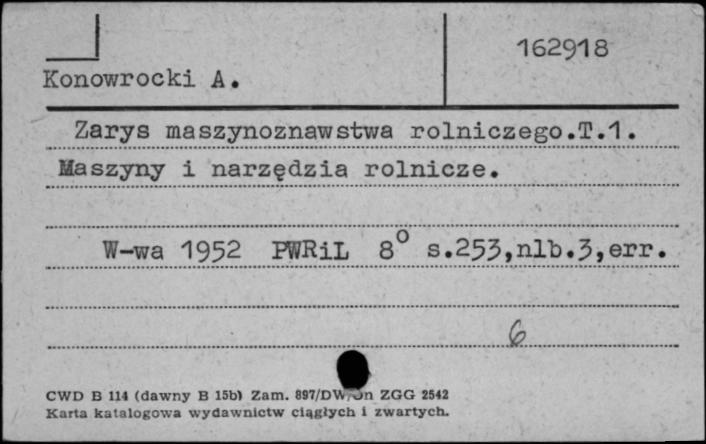 162918
Konowrocki A.
Zarys maszynoznawstwa rolniczego.T.1.
Maszyny i narzędzia rolnicze.
W-wa 1952 PWRiL 8° s.253,nlb.3,err.
6
CWD B 114 (dawny B 15b) Zam. 897/DW/Dn ZGG 2542
Karta katalogowa wydawnictw ciągłych i zwartych.